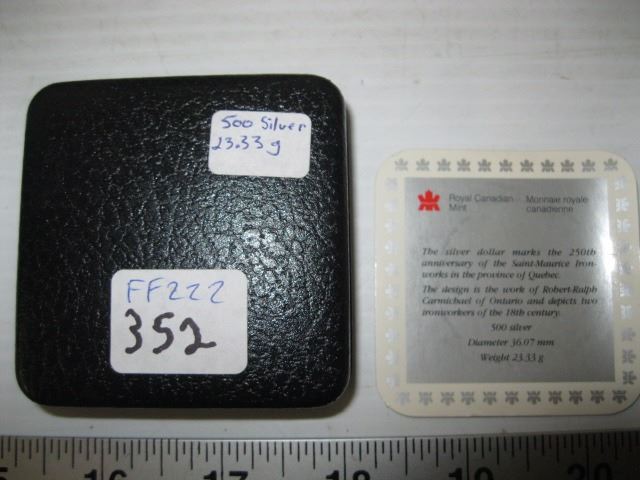 500 Silver
23.33 g
FF222
352
Royal Canadian
Mint
Monnaie royale
canadienne
The silver dollar marks the 250th
anniversary of the Saint-Maurice Iron-
works in the province of Quebec.
The design is the work of Robert-Ralph
Carmichael of Ontario and depicts two
ironworkers of the 18th century.
500 silver
Diameter 36.07 mm
Weight 23.33 g
15 16 17 18 19 20